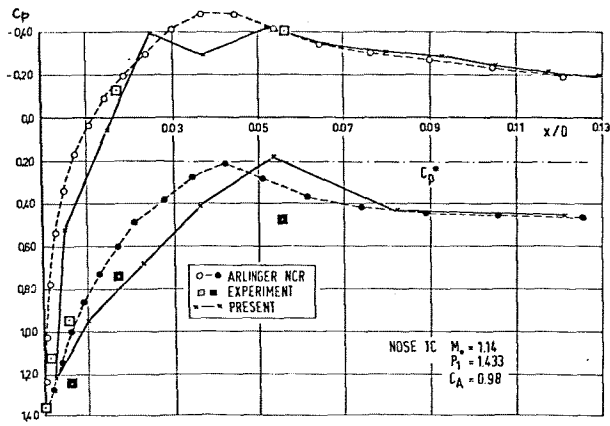 Cp
-0,40
-0,20
0,0
0.03
0.05
0.07
0.09
0.11
0.13
x/D
0,20
Cp*
0,40
0,60
0,80
1,00
1,20
1,40
ARLINGER NCR
EXPERIMENT
PRESENT
NOSE 1C M∞ = 1.14
P1 = 1.433
CA = 0.98